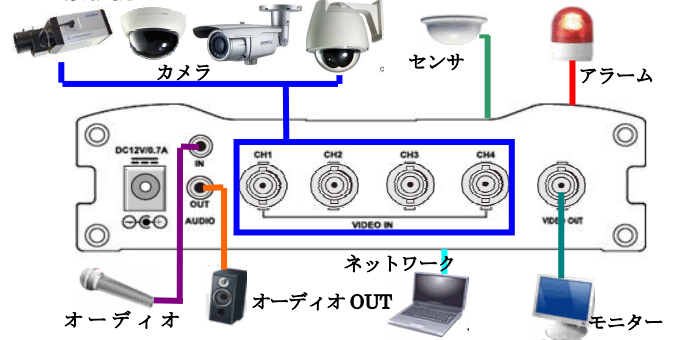 カメラ
センサ
アラーム
DC12V/0.7A
IN
OUT
AUDIO
CH1
CH2
CH3
CH4
VIDEO IN
VIDEO OUT
ネットワーク
オーディオ
オーディオ OUT
モニター